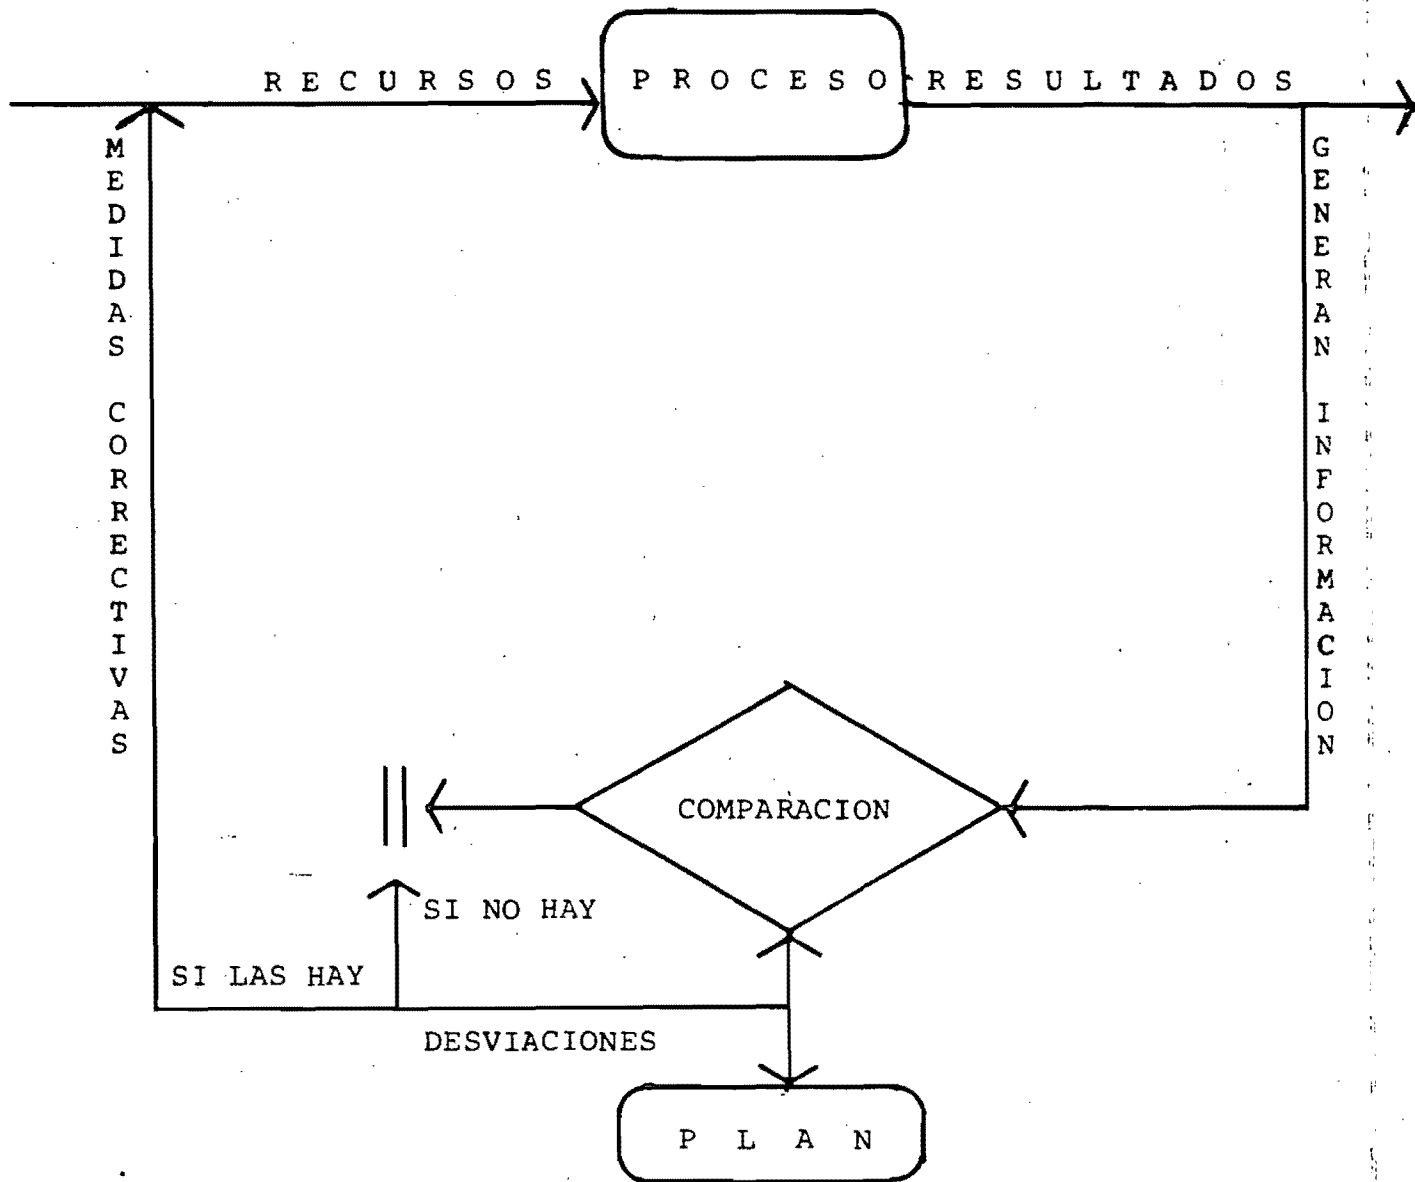 RECURSOS
PROCESO
RESULTADOS
MEDIDAS CORRECTIVAS
GENERAN INFORMACION
COMPARACION
SI NO HAY
SI LAS HAY
DESVIACIONES
PLAN